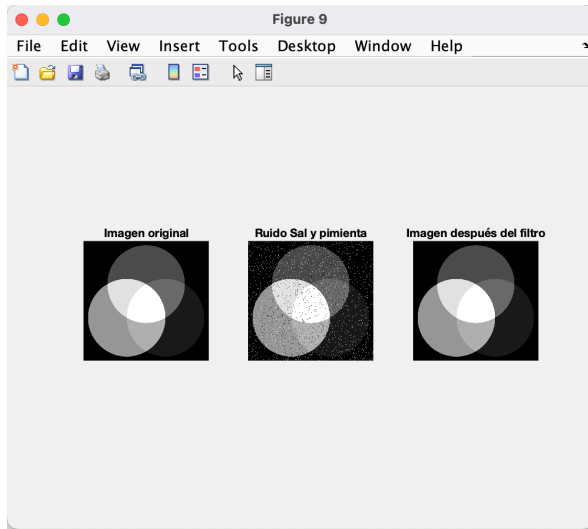 Figure 9
File Edit View Insert Tools Desktop Window Help
Imagen original Ruido Sal y pimienta Imagen después del filtro